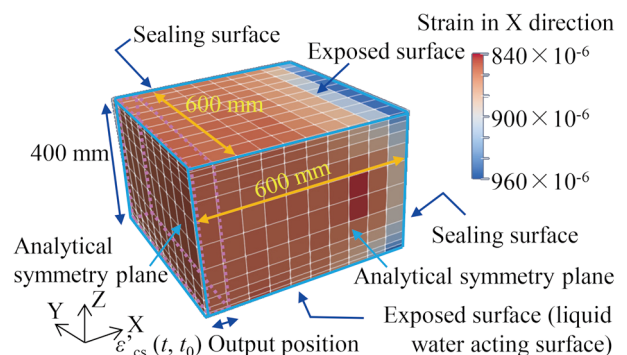 Strain in X direction
Sealing surface
Exposed surface
840×10-6
600 mm
900×10-6
400 mm
600 mm
960×10-6
Sealing surface
Analytical
symmetry plane
Analytical symmetry plane
Z
Y
X
Exposed surface (liquid
water acting surface)
ε'cs (t, t0) Output position